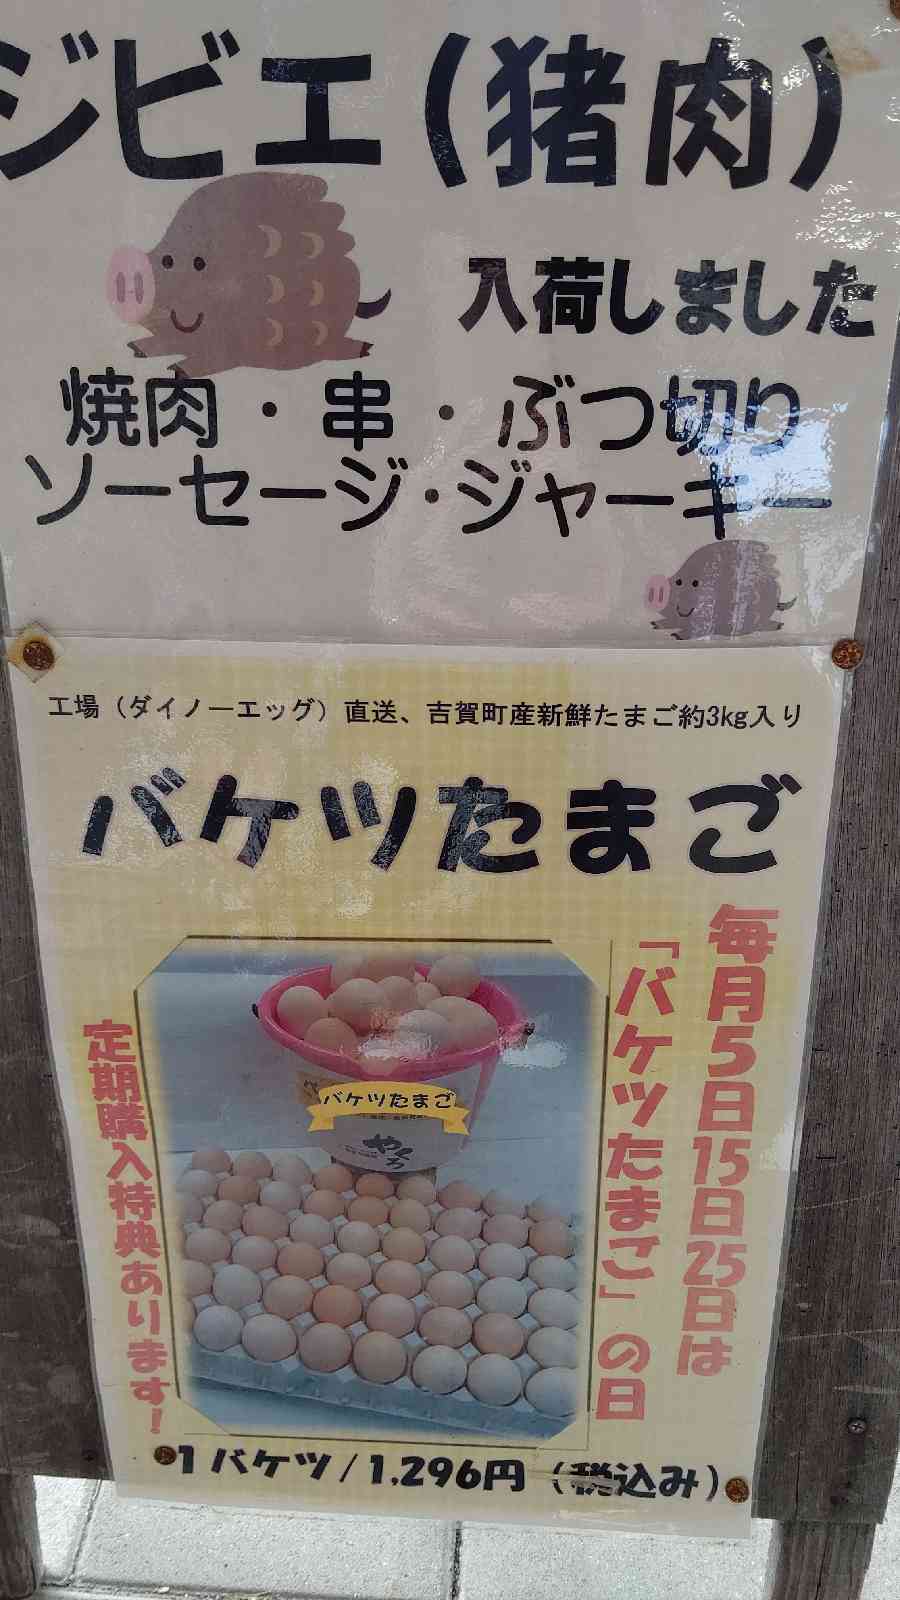 ジビエ(猪肉)
入荷しました
焼肉・串・ぶつ切り
ソーセージ・ジャーキー
工場（ダイノーエッグ）直送、吉賀町産新鮮たまご約3kg入り
バケツたまご
毎月5日15日25日は
「バケツたまご」の日
定期購入特典あります！
バケツたまご
やくろ
1バケツ/1,296円（税込み）